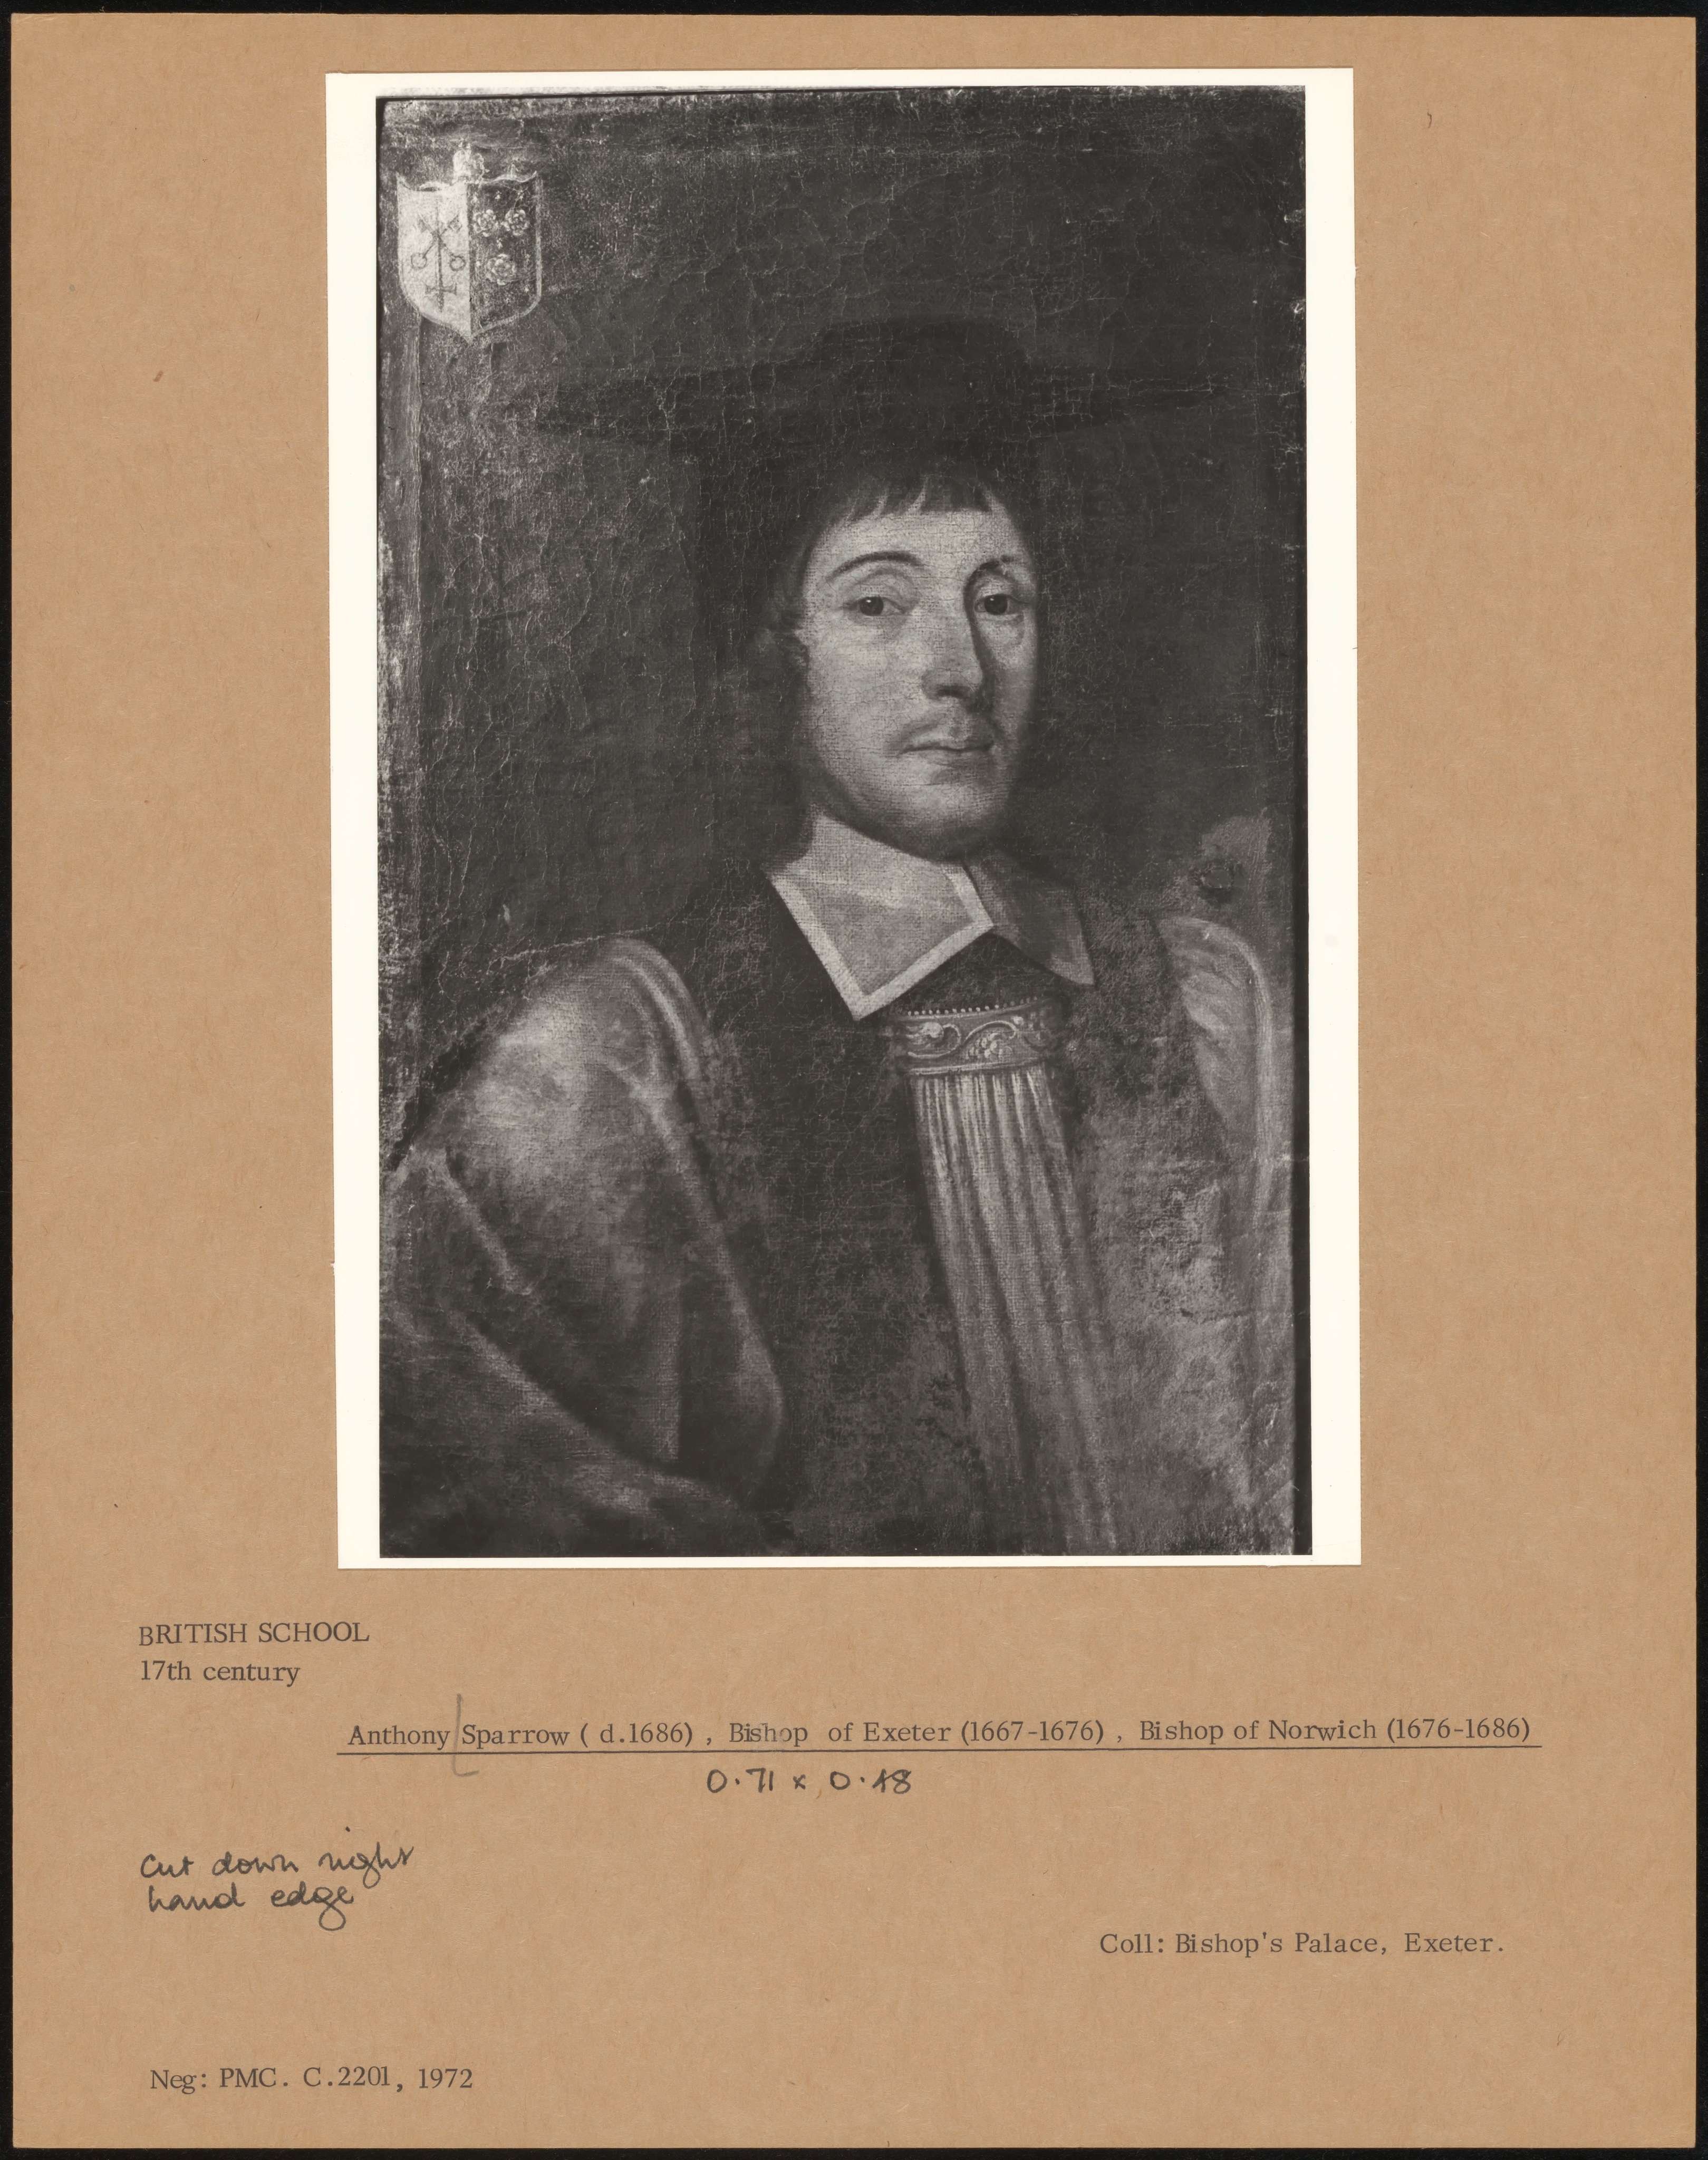 BRITISH SCHOOL
17th century
Anthony Sparrow ( d.1686) , Bishop of Exeter (1667-1676) , Bishop of Norwich (1676-1686)
0.71 x 0.48
Cut down right
hand edge
Coll: Bishop's Palace, Exeter.
Neg: PMC. C.2201, 1972